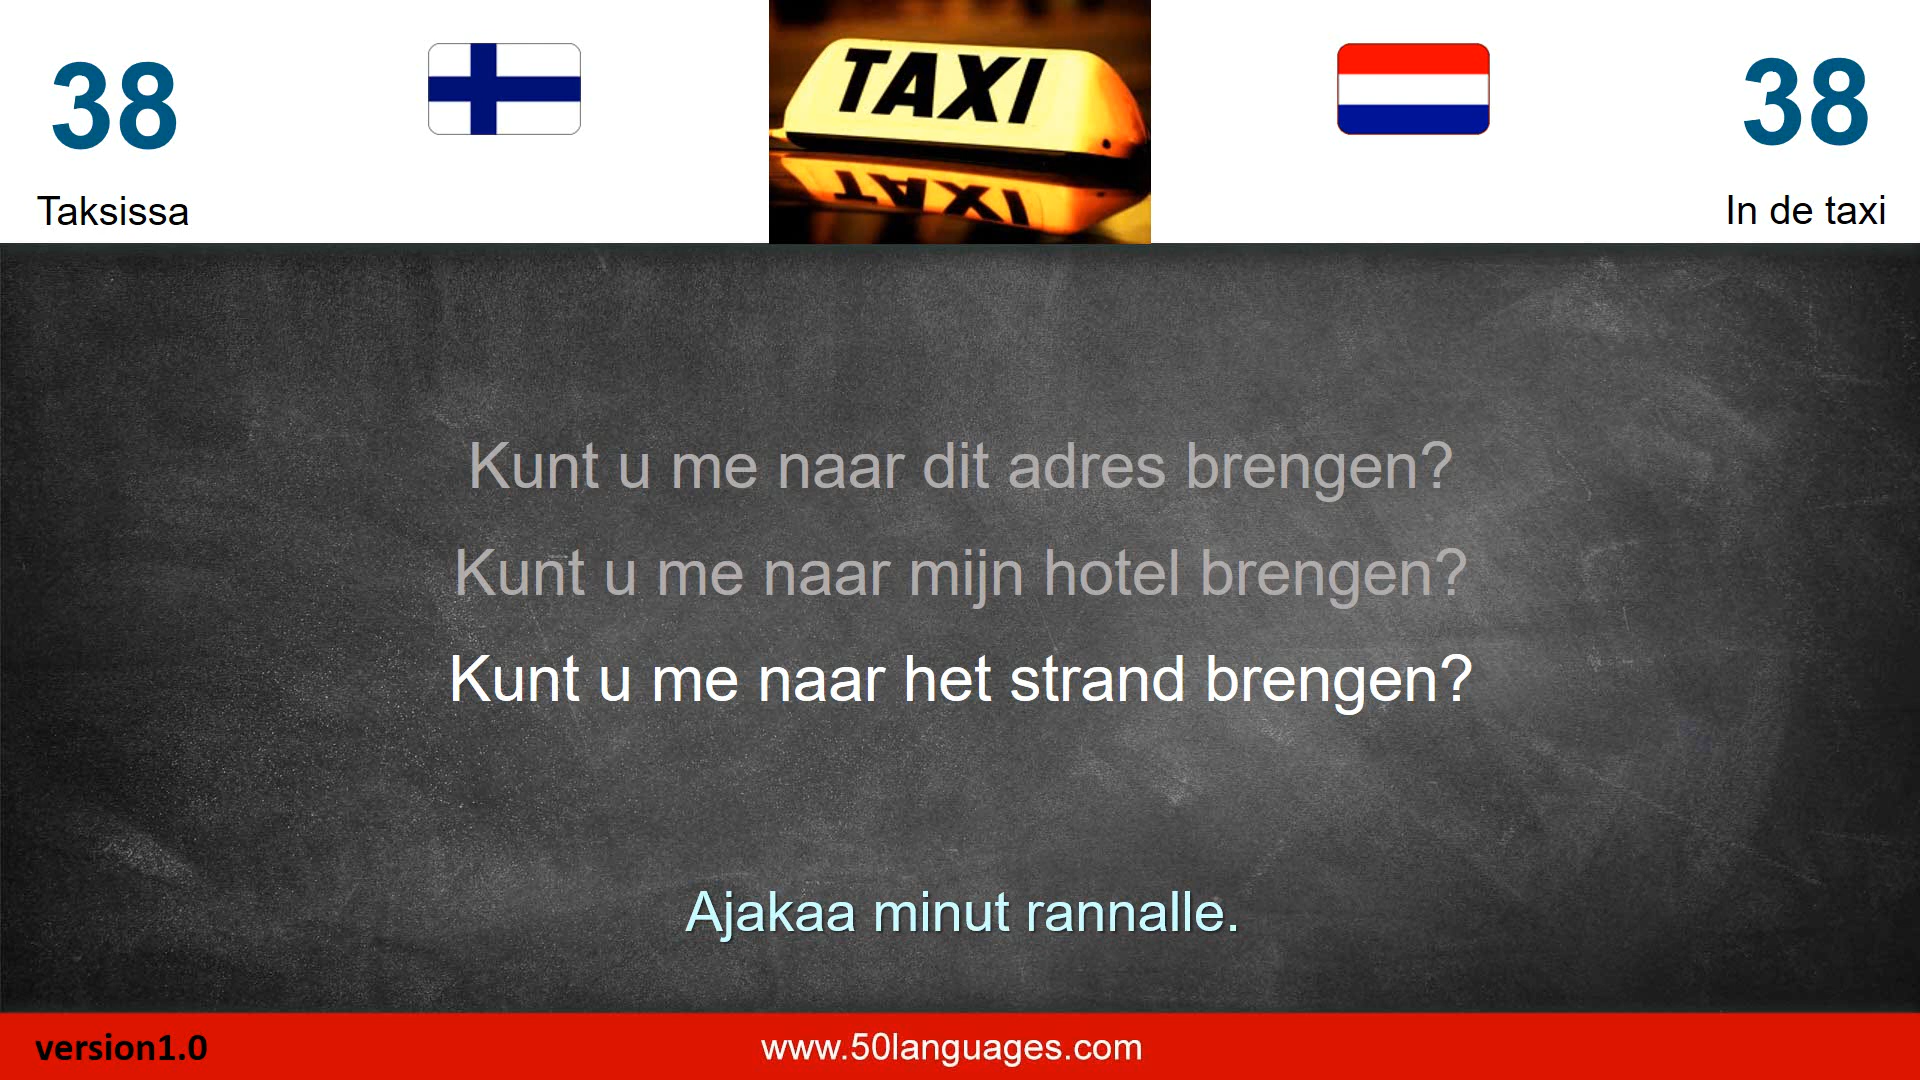 38
Taksissa
TAXI
38
In de taxi
Kunt u me naar dit adres brengen?
Kunt u me naar mijn hotel brengen?
Kunt u me naar het strand brengen?
Ajakaa minut rannalle.
version1.0
www.50languages.com